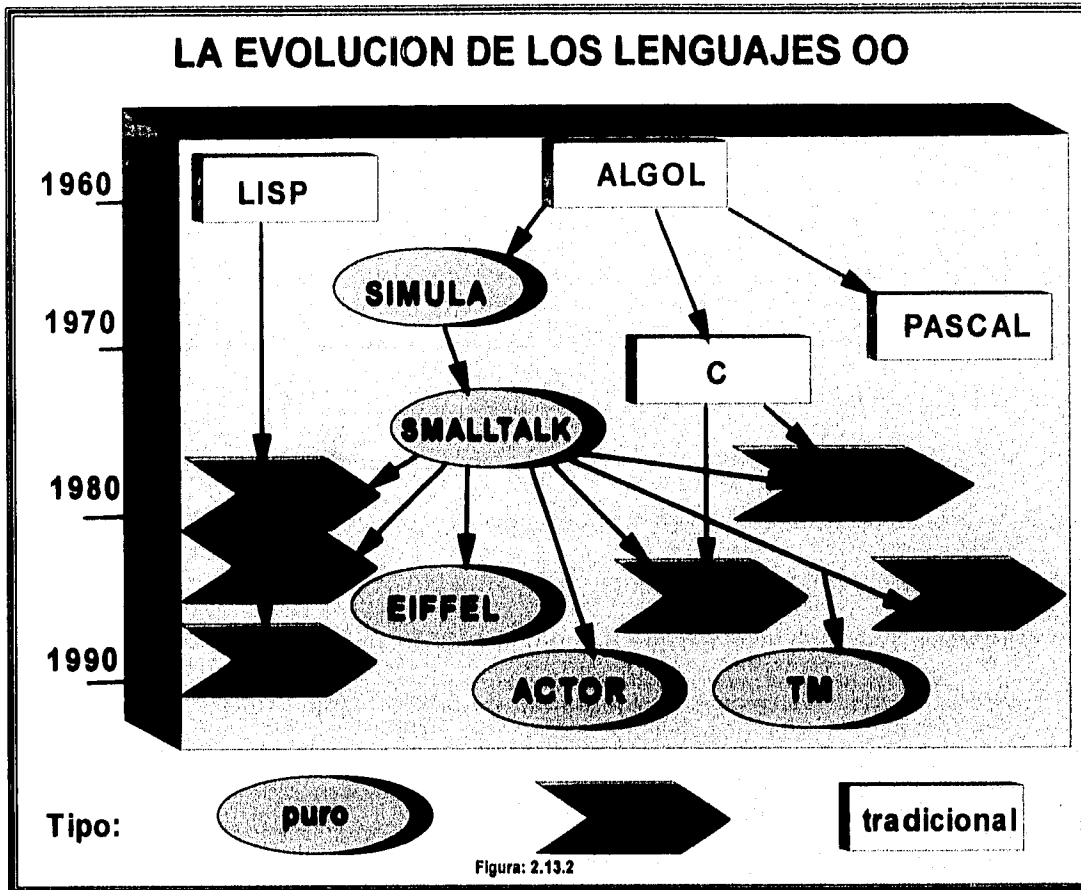 LA EVOLUCION DE LOS LENGUAJES OO
1960
LISP
ALGOL
SIMULA
1970
PASCAL
C
SMALLTALK
1980
EIFFEL
1990
ACTOR
TM
Tipo:
puro
tradicional
Figura: 2.13.2